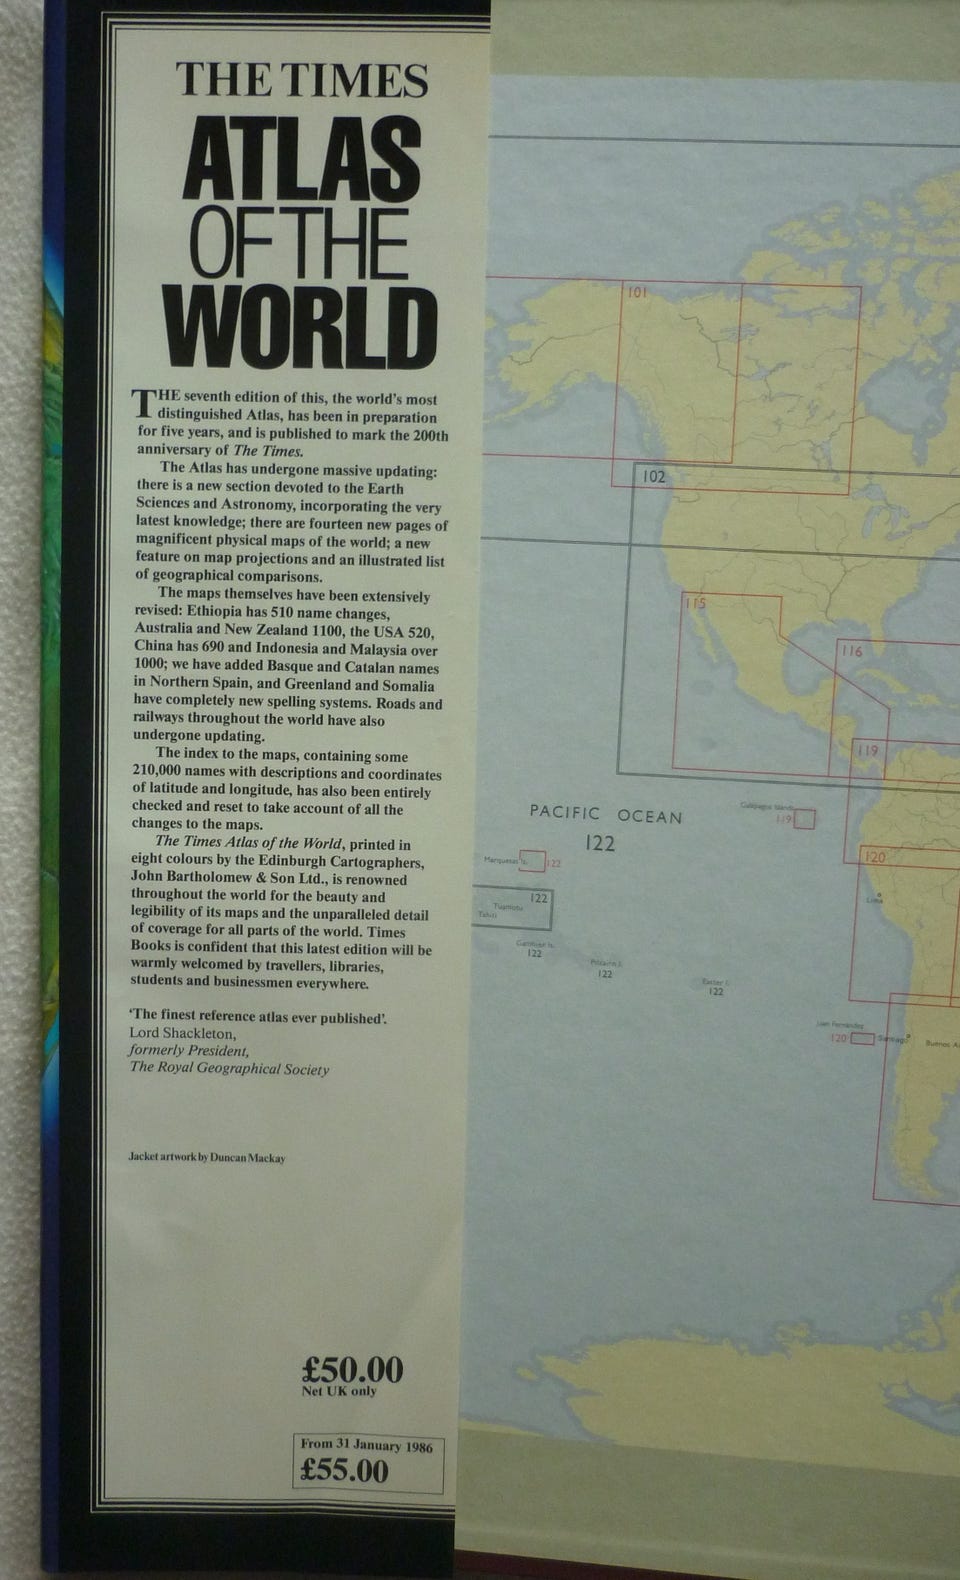 THE TIMES
ATLAS
OF THE
WORLD
THE seventh edition of this, the world's most
distinguished Atlas, has been in preparation
for five years, and is published to mark the 200th
anniversary of The Times.
The Atlas has undergone massive updating:
there is a new section devoted to the Earth
Sciences and Astronomy, incorporating the very
latest knowledge; there are fourteen new pages of
magnificent physical maps of the world; a new
feature on map projections and an illustrated list
of geographical comparisons.
The maps themselves have been extensively
revised: Ethiopia has 510 name changes,
Australia and New Zealand 1100, the USA 520,
China has 690 and Indonesia and Malaysia over
1000; we have added Basque and Catalan names
in Northern Spain, and Greenland and Somalia
have completely new spelling systems. Roads and
railways throughout the world have also
undergone updating.
The index to the maps, containing some
210,000 names with descriptions and coordinates
of latitude and longitude, has also been entirely
checked and reset to take account of all the
changes to the maps.
The Times Atlas of the World, printed in
eight colours by the Edinburgh Cartographers,
John Bartholomew & Son Ltd., is renowned
throughout the world for the beauty and
legibility of its maps and the unparalleled detail
of coverage for all parts of the world. Times
Books is confident that this latest edition will be
warmly welcomed by travellers, libraries,
students and businessmen everywhere.
'The finest reference atlas ever published'.
Lord Shackleton,
formerly President,
The Royal Geographical Society
Jacket artwork by Duncan Mackay
£50.00
Net UK only
From 31 January 1986
£55.00
101
102
115
116
119
PACIFIC OCEAN
122
Galapagos Islands
119
Marquesas Is.
122
120
122
Tuamotu
Tahiti
Lima
Gambier Is.
122
Pitcairn I.
122
Easter I.
122
Juan Fernández
120
Santiago
Buenos A